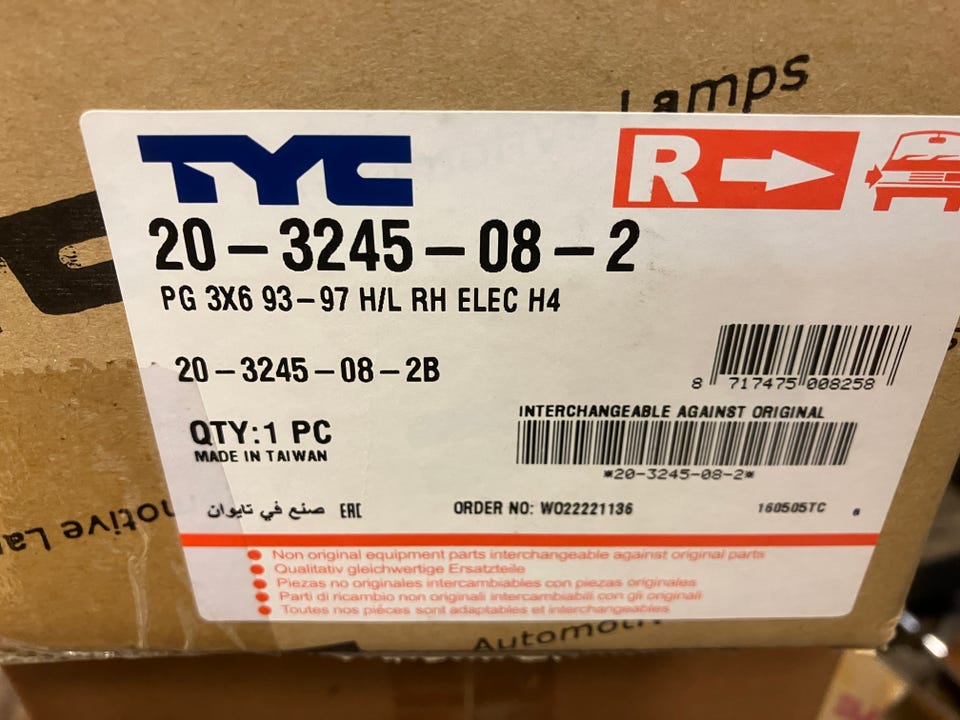 Lamps
TYC
R
20-3245-08-2
PG 3X6 93-97 H/L RH ELEC H4
20-3245-08-2B
8 717475 008258
QTY:1 PC
MADE IN TAIWAN
INTERCHANGEABLE AGAINST ORIGINAL
*20-3245-08-2*
صنع في تايوان EAC
ORDER NO: WO22221136
160505TC
Non original equipment parts interchangeable against original parts
Qualitativ gleichwertige Ersatzteile
Piezas no originales intercambiables con piezas originales
Parti di ricambio non originali intercambiabili con gli originali
Toutes nos pièces sont adaptables et interchangeables
motive La
Automoti